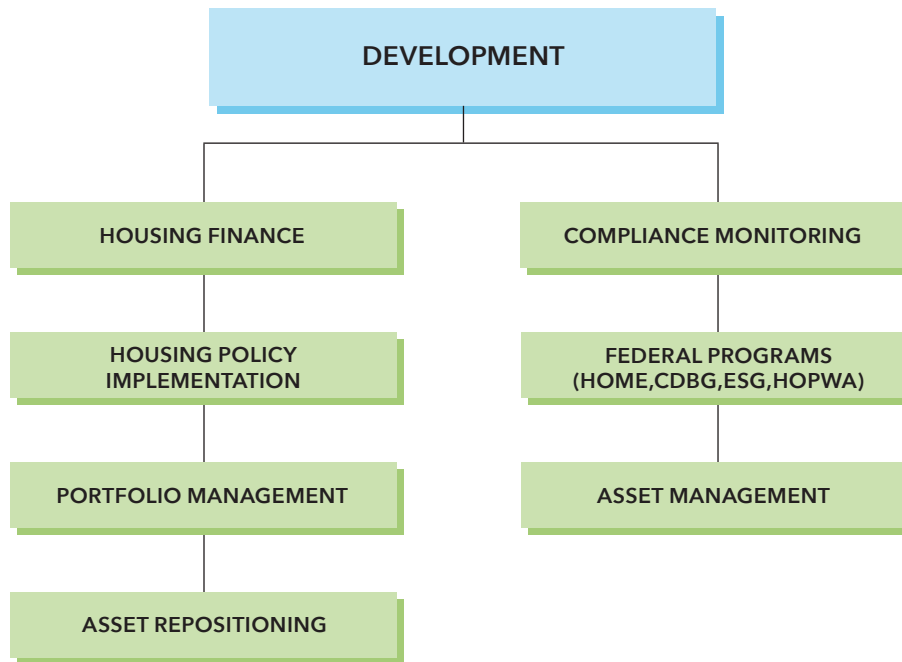 DEVELOPMENT
HOUSING FINANCE
HOUSING POLICY
IMPLEMENTATION
PORTFOLIO MANAGEMENT
ASSET REPOSITIONING
COMPLIANCE MONITORING
FEDERAL PROGRAMS
(HOME,CDBG,ESG,HOPWA)
ASSET MANAGEMENT